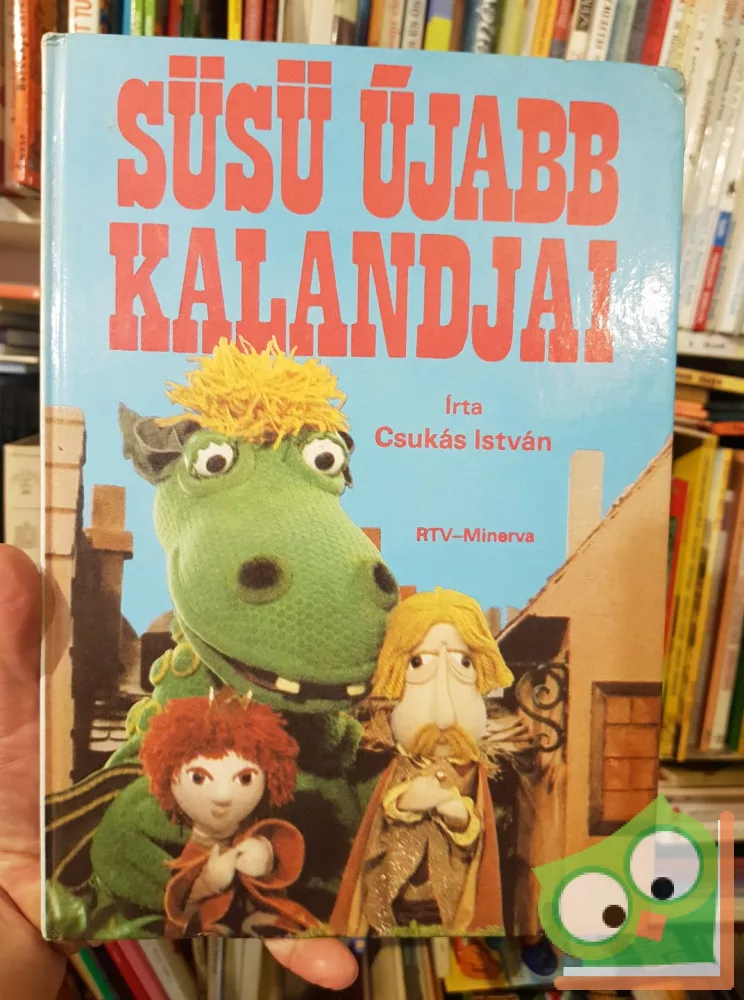 SÜSÜ ÚJABB
KALANDJAI
Írta
Csukás István
RTV–Minerva